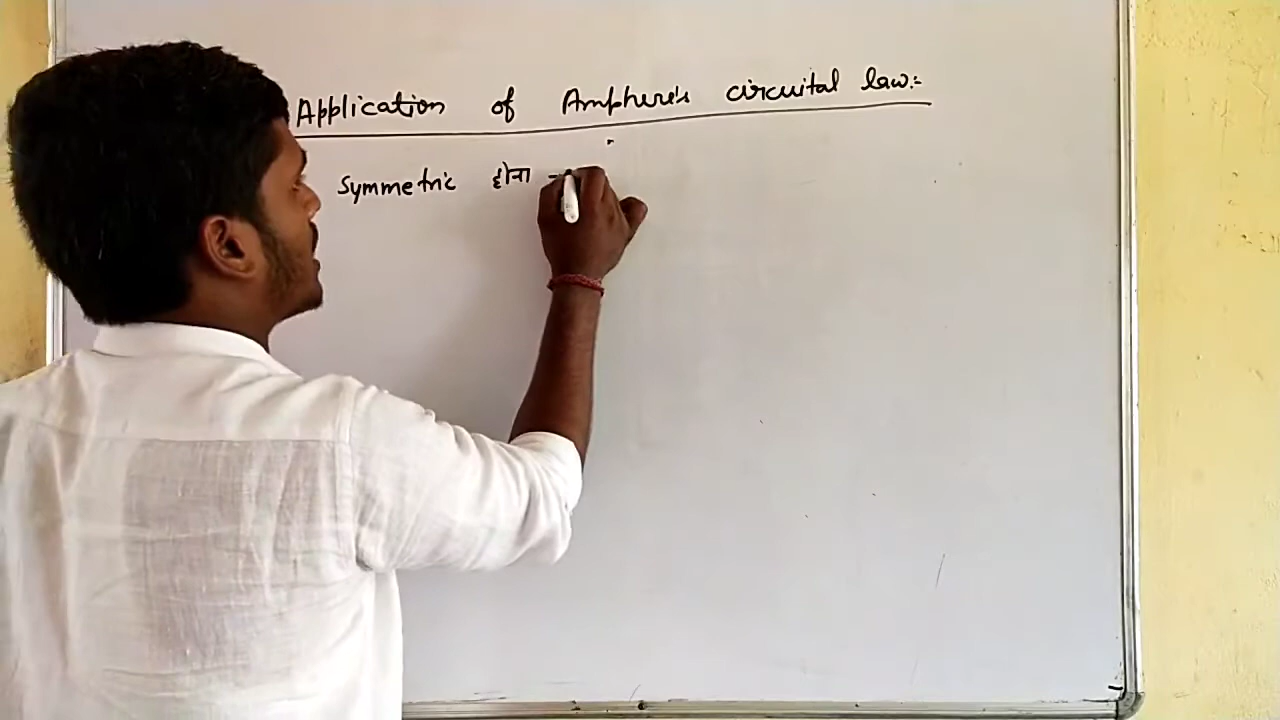 Application of Amphere's circuital law:-
Symmetric होना